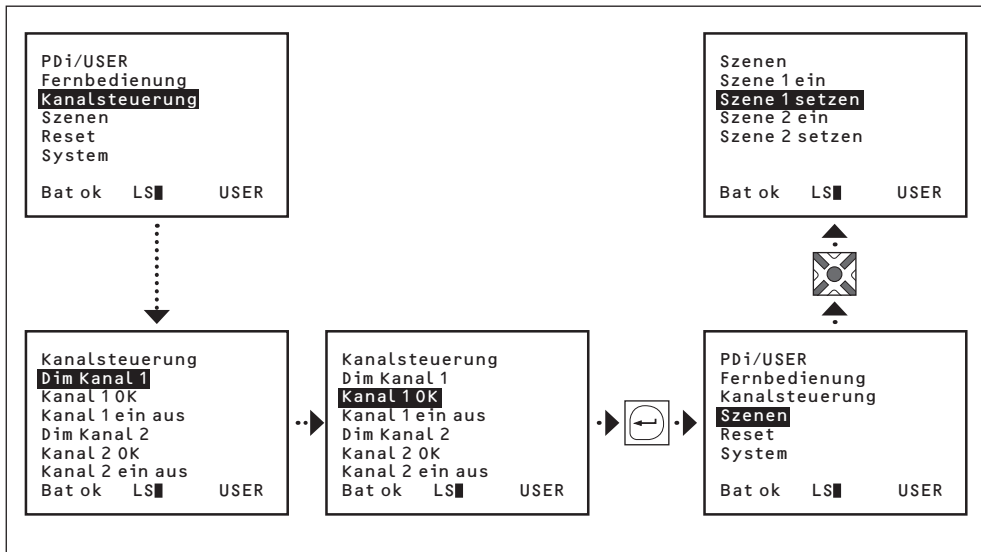 PDi/USER
Fernbedienung
Kanalsteuerung
Szenen
Reset
System
Bat ok LS USER
Kanalsteuerung
Dim Kanal 1
Kanal 1 OK
Kanal 1 ein aus
Dim Kanal 2
Kanal 2 OK
Kanal 2 ein aus
Bat ok LS USER
Kanalsteuerung
Dim Kanal 1
Kanal 1 OK
Kanal 1 ein aus
Dim Kanal 2
Kanal 2 OK
Kanal 2 ein aus
Bat ok LS USER
PDi/USER
Fernbedienung
Kanalsteuerung
Szenen
Reset
System
Bat ok LS USER
Szenen
Szene 1 ein
Szene 1 setzen
Szene 2 ein
Szene 2 setzen
Bat ok LS USER